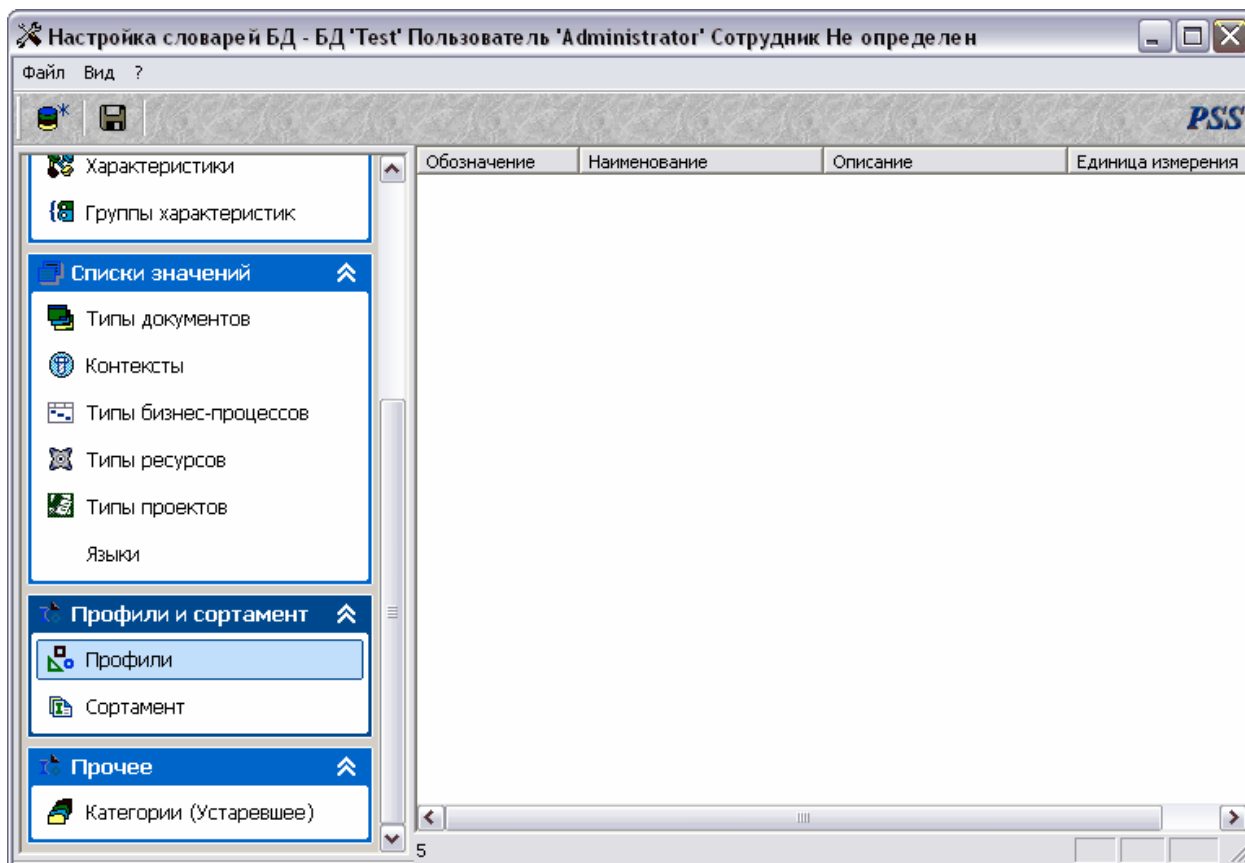 Настройка словарей БД - БД 'Test' Пользователь 'Administrator' Сотрудник Не определен
Файл Вид ?
PSS
Характеристики
Группы характеристик
Списки значений
Типы документов
Контексты
Типы бизнес-процессов
Типы ресурсов
Типы проектов
Языки
Профили и сортамент
Профили
Сортамент
Прочее
Категории (Устаревшее)
Обозначение Наименование Описание Единица измерения
5